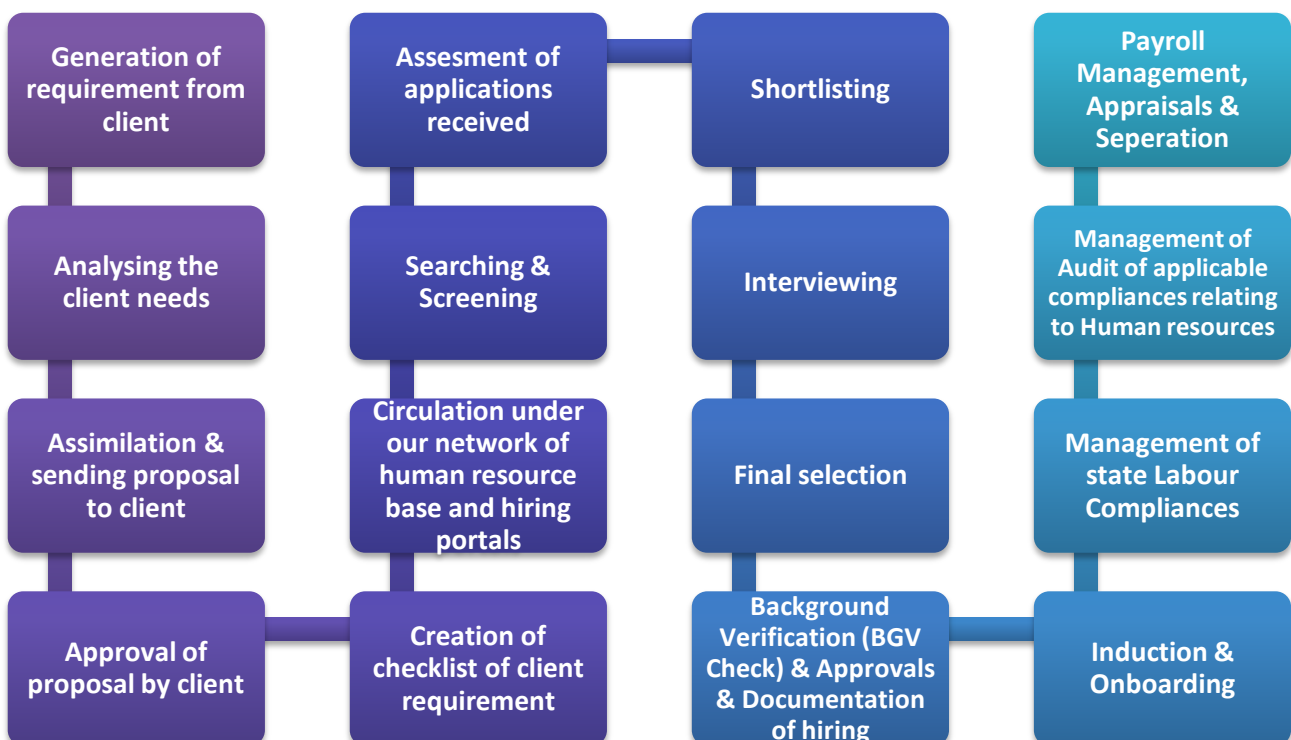 Generation of
requirement from
client
Analysing the
client needs
Assimilation &
sending proposal
to client
Approval of
proposal by client
Creation of
checklist of client
requirement
Circulation under
our network of
human resource
base and hiring
portals
Searching &
Screening
Assesment of
applications
received
Shortlisting
Interviewing
Final selection
Background
Verification (BGV
Check) & Approvals
& Documentation
of hiring
Induction &
Onboarding
Management of
state Labour
Compliances
Management of
Audit of applicable
compliances relating
to Human resources
Payroll
Management,
Appraisals &
Seperation